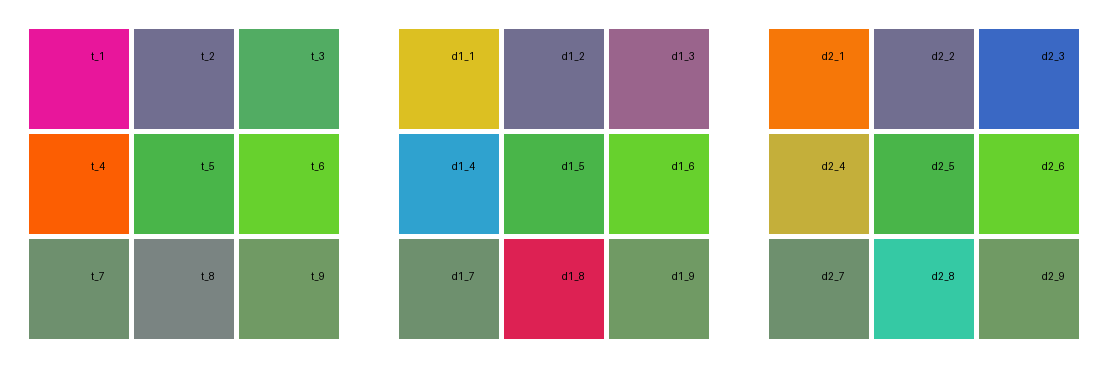 t_1 t_2 t_3 d1_1 d1_2 d1_3 d2_1 d2_2 d2_3
t_4 t_5 t_6 d1_4 d1_5 d1_6 d2_4 d2_5 d2_6
t_7 t_8 t_9 d1_7 d1_8 d1_9 d2_7 d2_8 d2_9